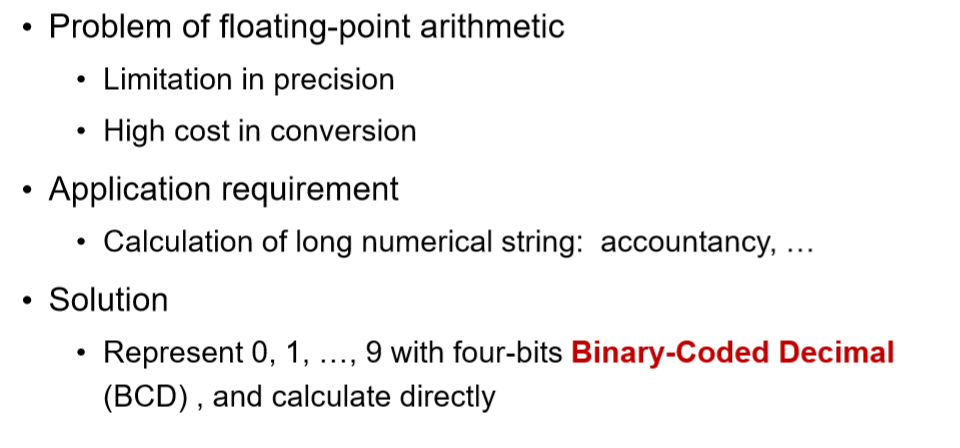 • Problem of floating-point arithmetic
• Limitation in precision
• High cost in conversion
• Application requirement
• Calculation of long numerical string: accountancy, …
• Solution
• Represent 0, 1, …, 9 with four-bits Binary-Coded Decimal
(BCD) , and calculate directly